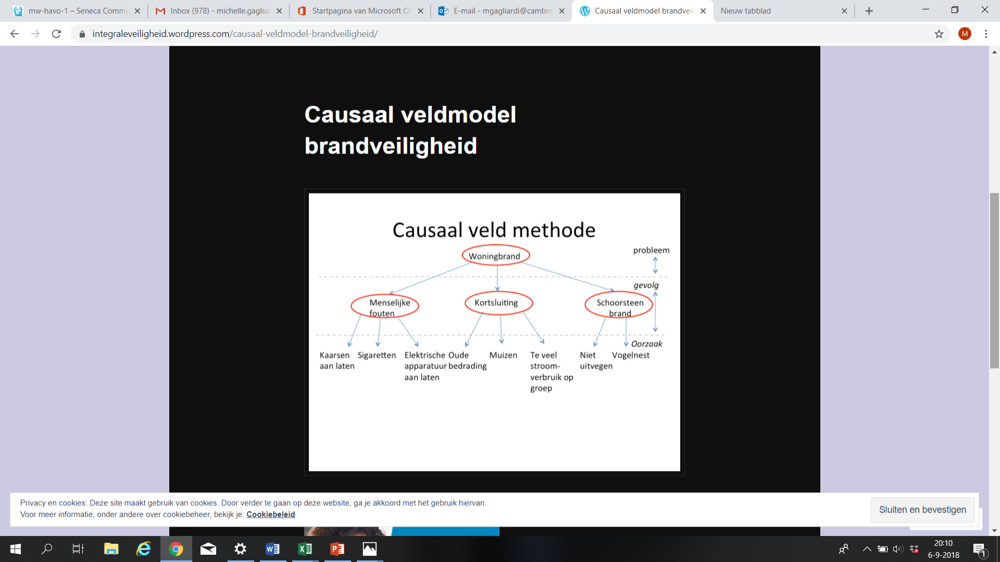 mw-havo-1 – Seneca Commu
Inbox (978) - michelle.gagliar
Startpagina van Microsoft Of
E-mail - mgagliardi@cambre
Causaal veldmodel brandveil
Nieuw tabblad
integraleveiligheid.wordpress.com/causaal-veldmodel-brandveiligheid/
M
Causaal veldmodel
brandveiligheid
Causaal veld methode
Woningbrand
probleem
gevolg
Menselijke
fouten
Kortsluiting
Schoorsteen
brand
Oorzaak
Kaarsen
aan laten
Sigaretten
Elektrische
apparatuur
aan laten
Oude
bedrading
Muizen
Te veel
stroom-
verbruik op
groep
Niet
uitvegen
Vogelnest
Privacy en cookies: Deze site maakt gebruik van cookies. Door verder te gaan op deze website, ga je akkoord met het gebruik hiervan.
Voor meer informatie, onder andere over cookiebeheer, bekijk je: Cookiebeleid
Sluiten en bevestigen
20:10
6-9-2018
1